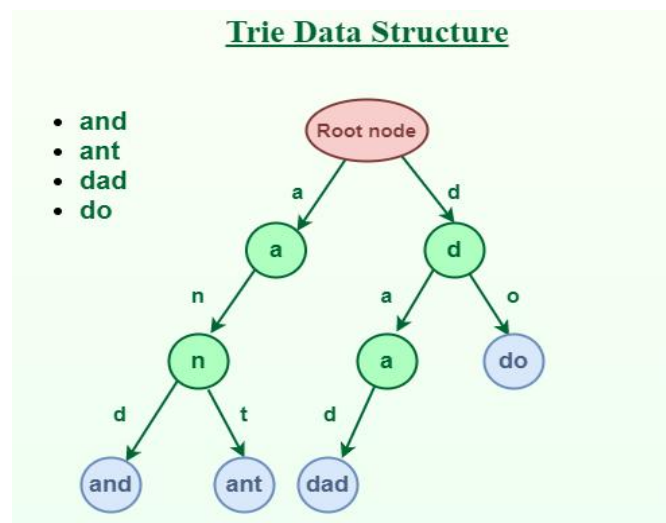 Trie Data Structure
and
ant
dad
do
Root node
a
d
a
d
n
a
o
n
a
do
d
t
d
and
ant
dad